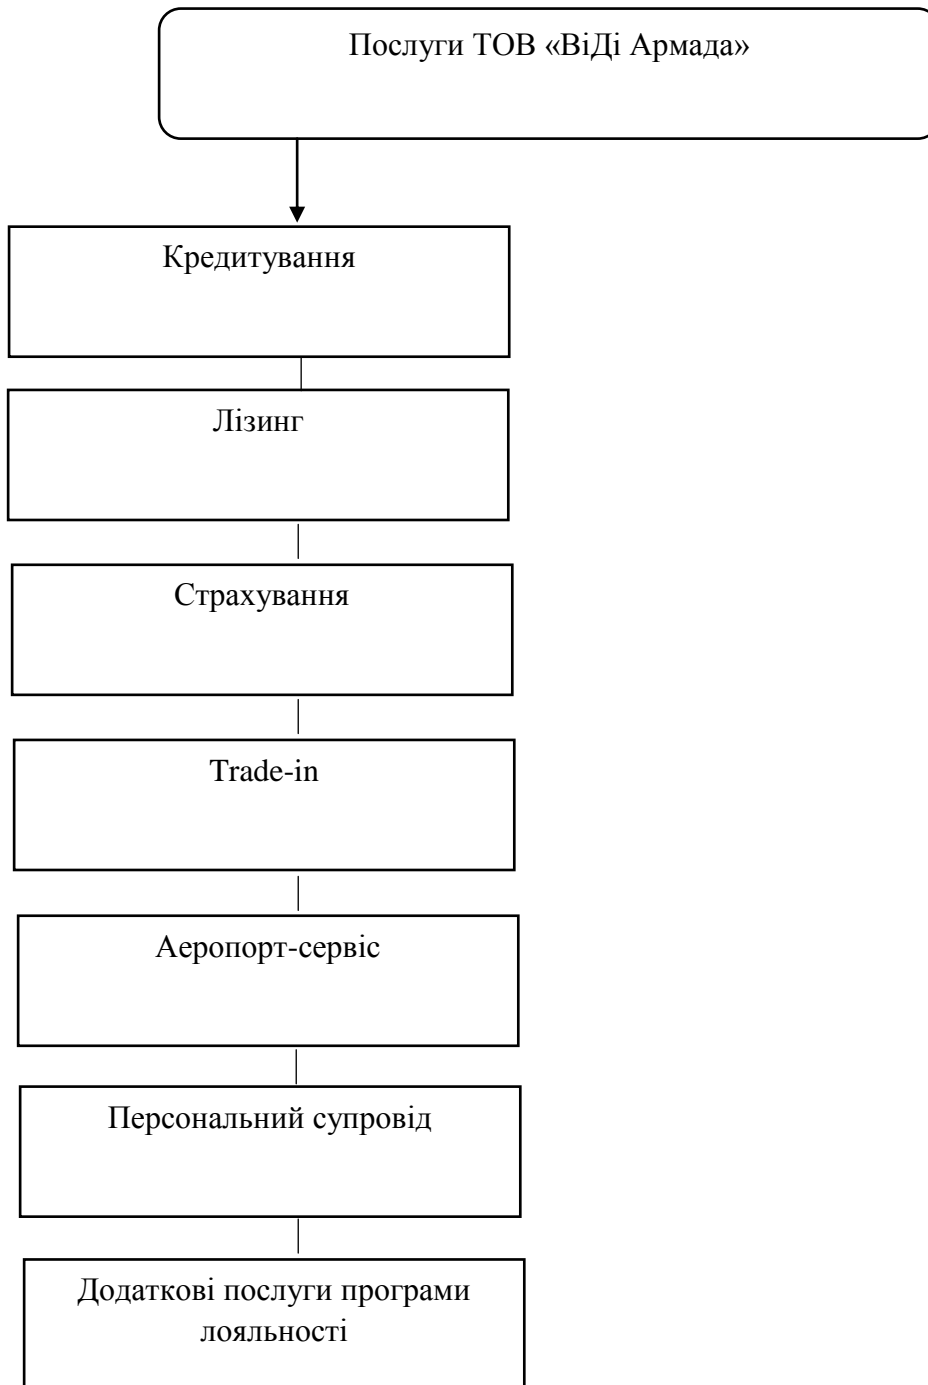 Послуги ТОВ «ВіДі Армада»
Кредитування
Лізинг
Страхування
Trade-in
Аеропорт-сервіс
Персональний супровід
Додаткові послуги програми
лояльності